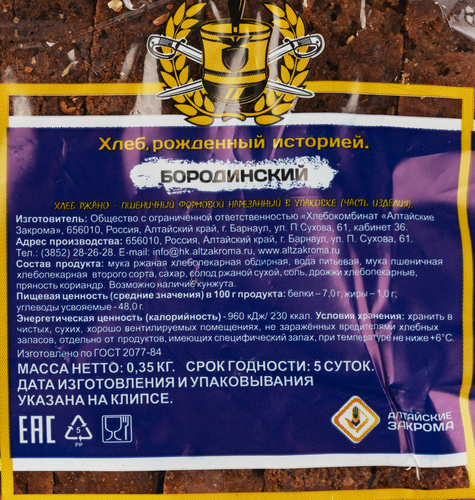 Хлеб, рожденный историей.
БОРОДИНСКИЙ
ХЛЕБ РЖАНО - ПШЕНИЧНЫЙ ФОРМОВОЙ НАРЕЗАННЫЙ В УПАКОВКЕ (ЧАСТЬ ИЗДЕЛИЯ)
Изготовитель: Общество с ограниченной ответственностью «Хлебокомбинат «Алтайские
Закрома», 656010, Россия, Алтайский край, г. Барнаул, ул. П Сухова, 61, кабинет 36.
Адрес производства: 656010, Россия, Алтайский край, г. Барнаул, ул. П. Сухова, 61.
Тел.: (3852) 28-26-28. E-mail: info@hk.altzakroma.ru, www.altzakroma.ru
Состав продукта: мука ржаная хлебопекарная обдирная, вода питьевая, мука пшеничная
хлебопекарная второго сорта, сахар, солод ржаной сухой, соль, дрожжи хлебопекарные,
пряность кориандр. Возможно наличие кунжута.
Пищевая ценность (средние значения) в 100 г продукта: белки – 7,0 г; жиры – 1,0 г;
углеводы усвояемые - 48,0 г.
Энергетическая ценность (калорийность) - 960 кДж/ 230 ккал. Условия хранения: хранить в
чистых, сухих, хорошо вентилируемых помещениях, не заражённых вредителями хлебных
запасов, отдельно от продуктов, имеющих специфический запах, при температуре не ниже +6°С.
Изготовлено по ГОСТ 2077-84
МАССА НЕТТО: 0,35 КГ. СРОК ГОДНОСТИ: 5 СУТОК.
ДАТА ИЗГОТОВЛЕНИЯ И УПАКОВЫВАНИЯ
УКАЗАНА НА КЛИПСЕ.
ЕАС
5
PP
АЛТАЙСКИЕ
ЗАКРОМА